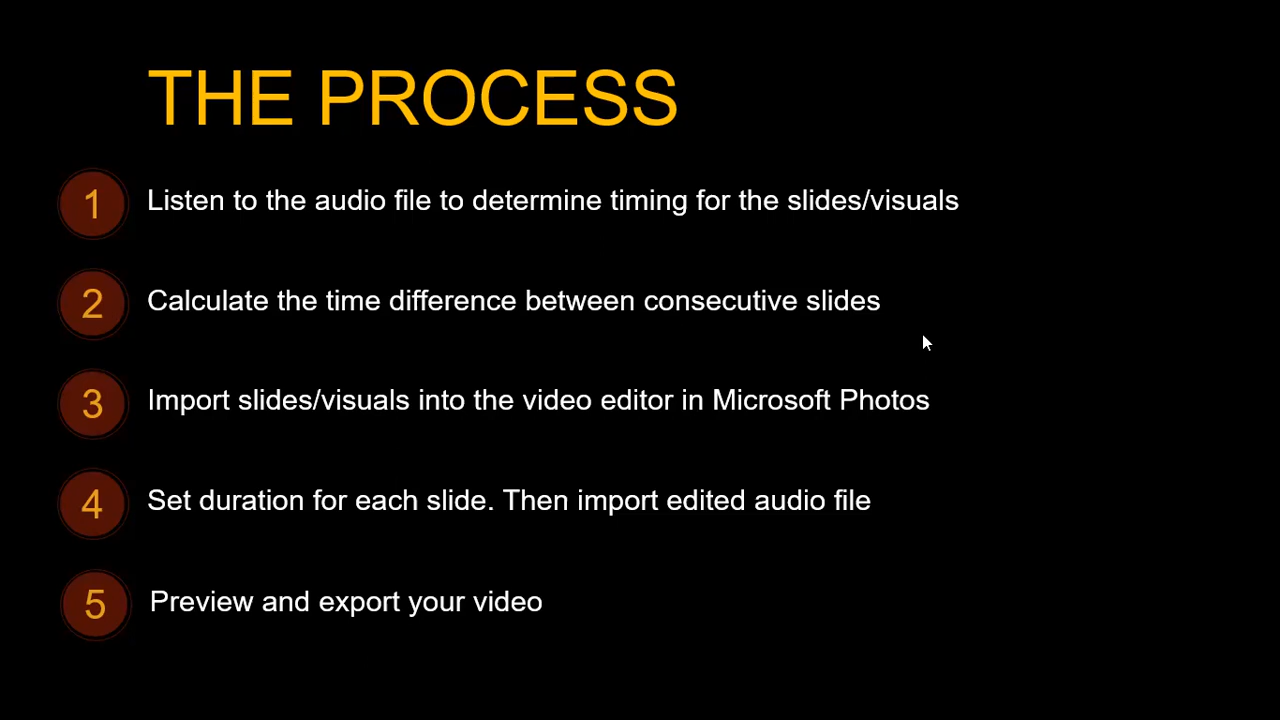 THE PROCESS
1 Listen to the audio file to determine timing for the slides/visuals
2 Calculate the time difference between consecutive slides
3 Import slides/visuals into the video editor in Microsoft Photos
4 Set duration for each slide. Then import edited audio file
5 Preview and export your video